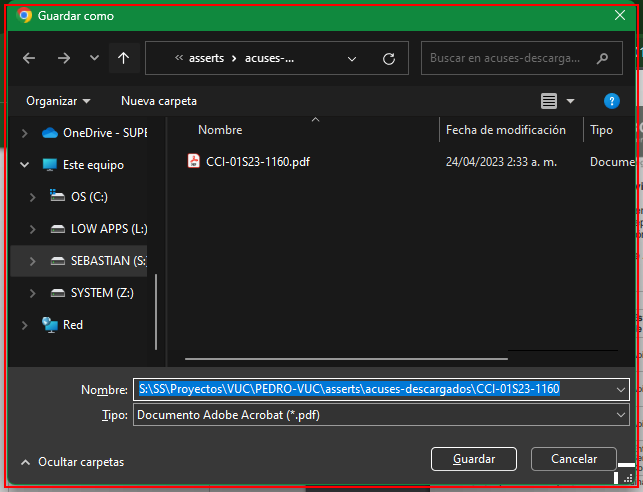 Guardar como
asserts
acuses-...
Buscar en acuses-descarga...
Organizar
Nueva carpeta
Nombre
Fecha de modificación
Tipo
OneDrive - SUPE
Este equipo
OS (C:)
LOW APPS (L:)
SEBASTIAN (S:)
SYSTEM (Z:)
Red
CCI-01S23-1160.pdf
24/04/2023 2:33 a. m.
Docume
Nombre:
S:\SS\Proyectos\VUC\PEDRO-VUC\asserts\acuses-descargados\CCI-01S23-1160
Tipo:
Documento Adobe Acrobat (*.pdf)
Ocultar carpetas
Guardar
Cancelar